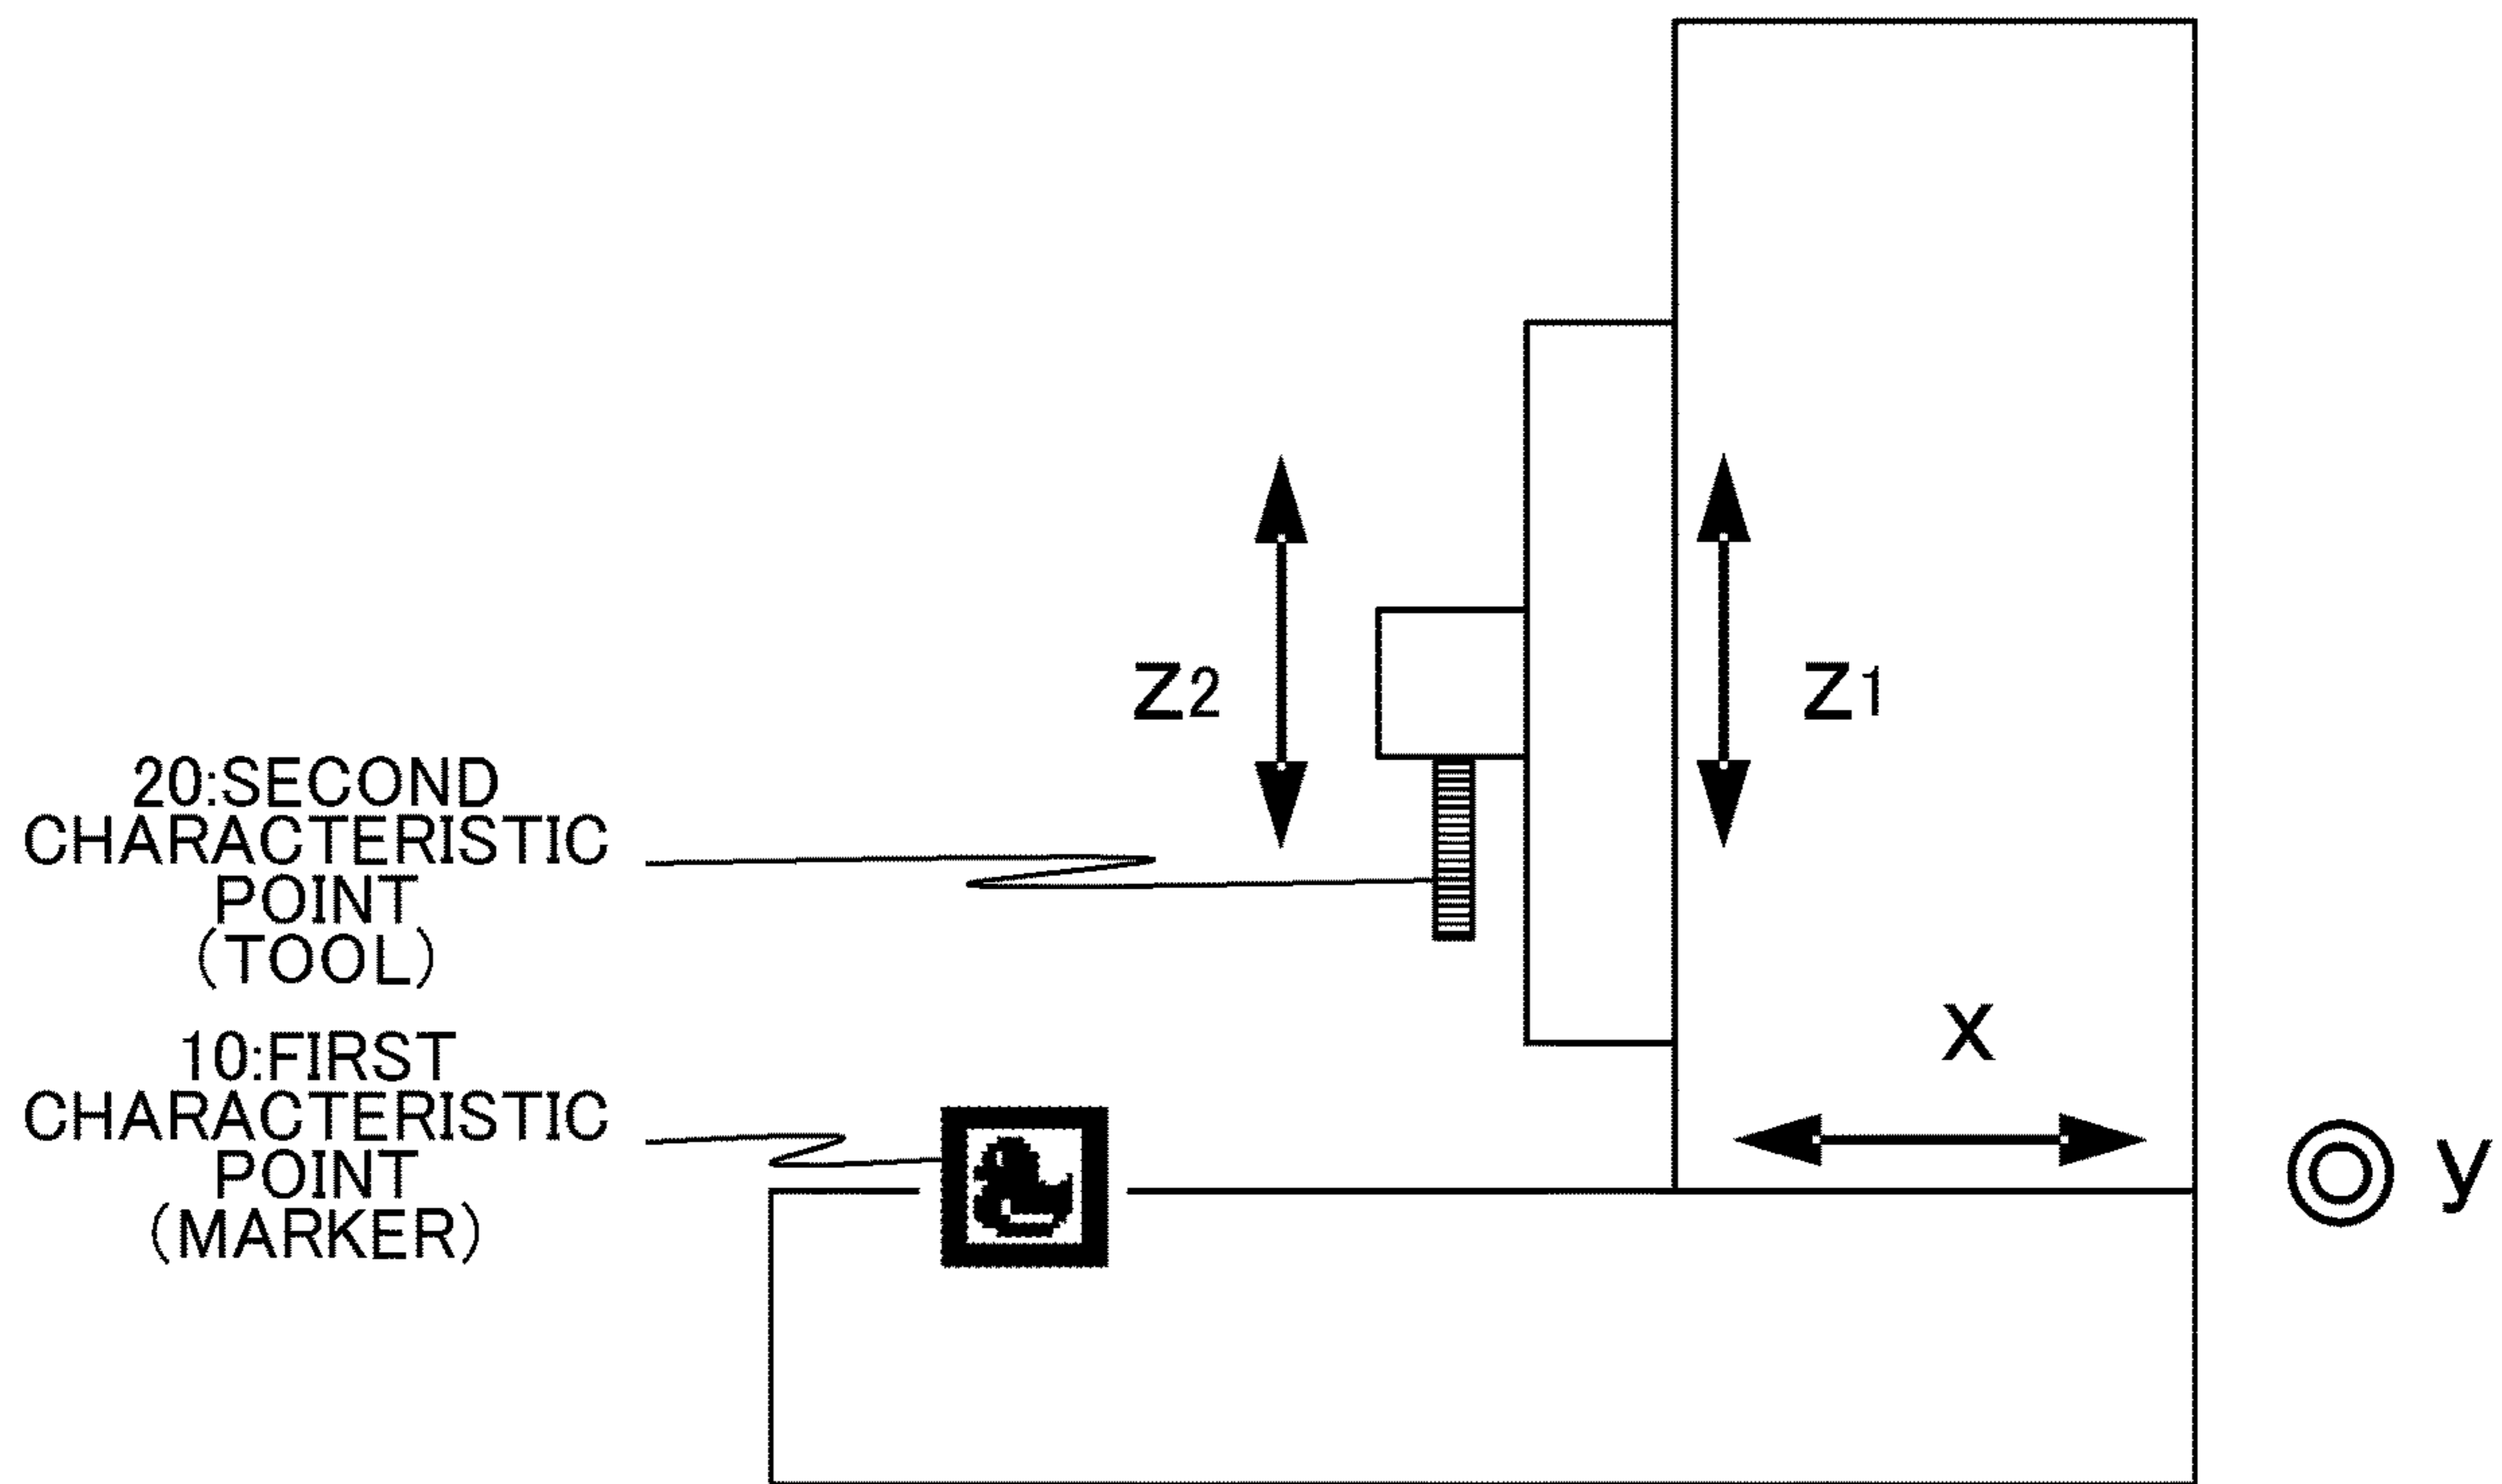 z2
z1
20:SECOND
CHARACTERISTIC
POINT
(TOOL)
10:FIRST
CHARACTERISTIC
POINT
(MARKER)
x
y